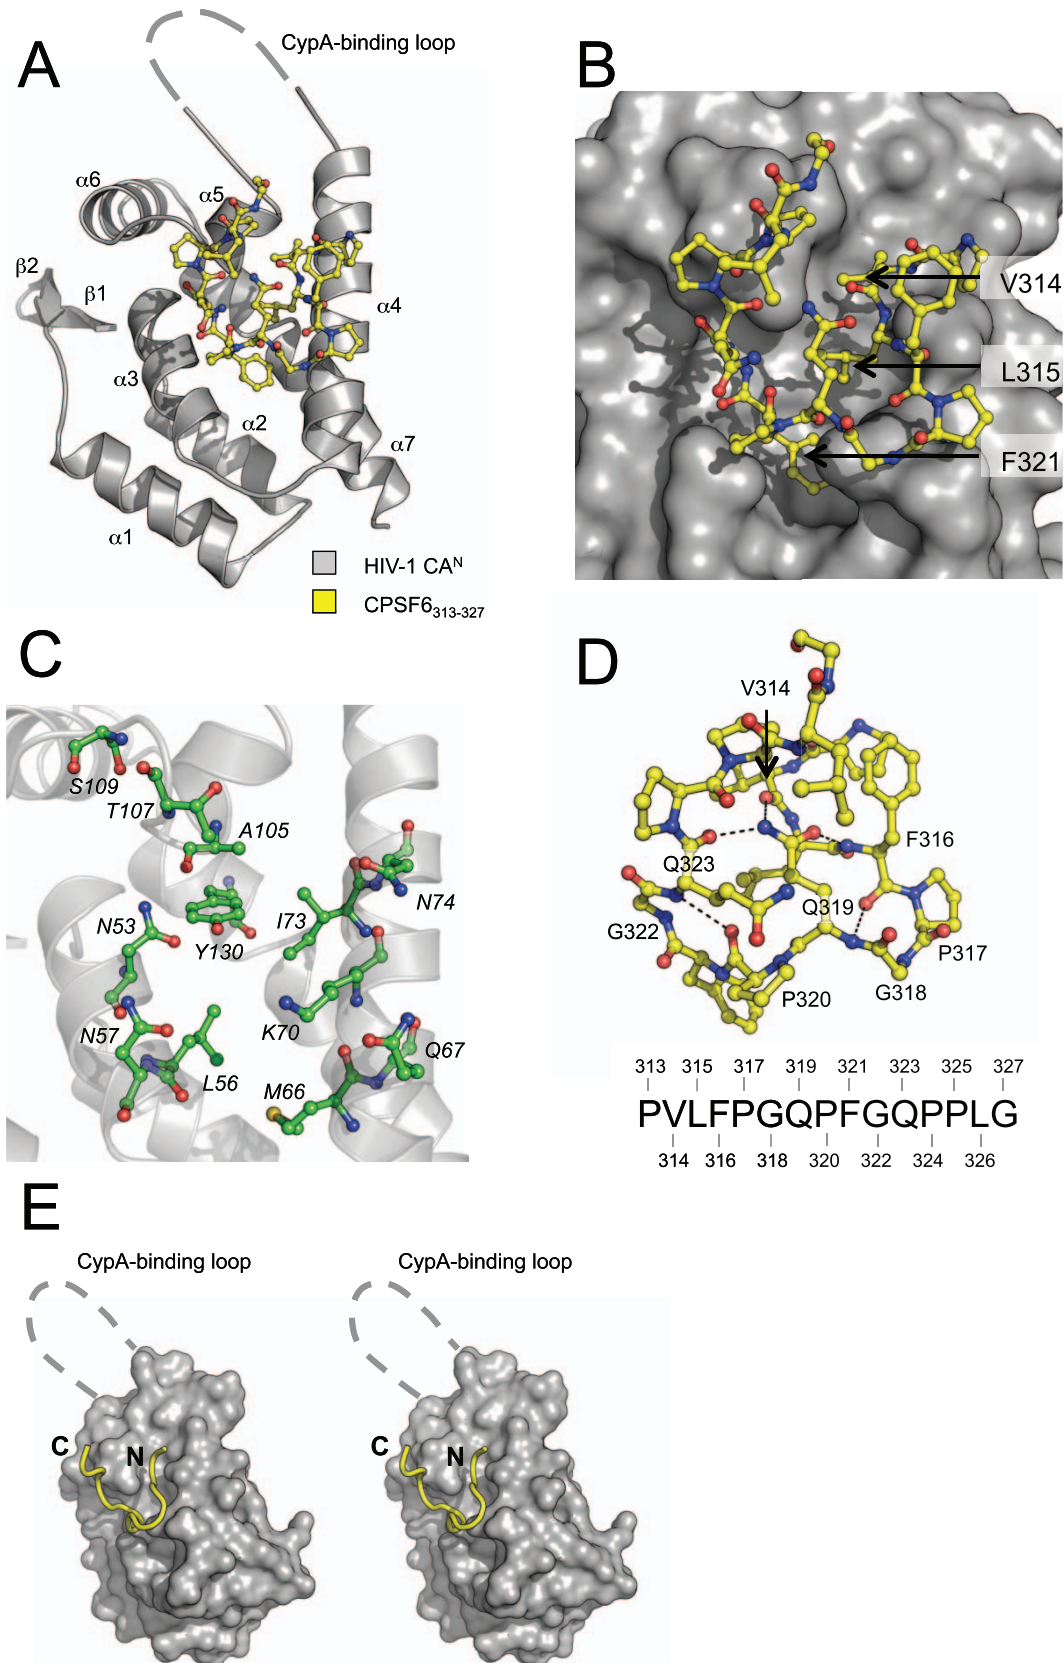 A
CypA-binding loop
α6
α5
β2
β1
α4
α3
α2
α7
α1
HIV-1 CAᴺ
CPSF6₃₁₃₋₃₂₇
B
V314
L315
F321
C
S109
T107
A105
N74
I73
N53
Y130
N57
K70
Q67
L56
M66
D
V314
F316
Q323
Q319
G322
P317
P320
G318
313 315 317 319 321 323 325 327
PVLFPGQPFGQPPLG
314 316 318 320 322 324 326
E
CypA-binding loop
CypA-binding loop
C
N
C
N